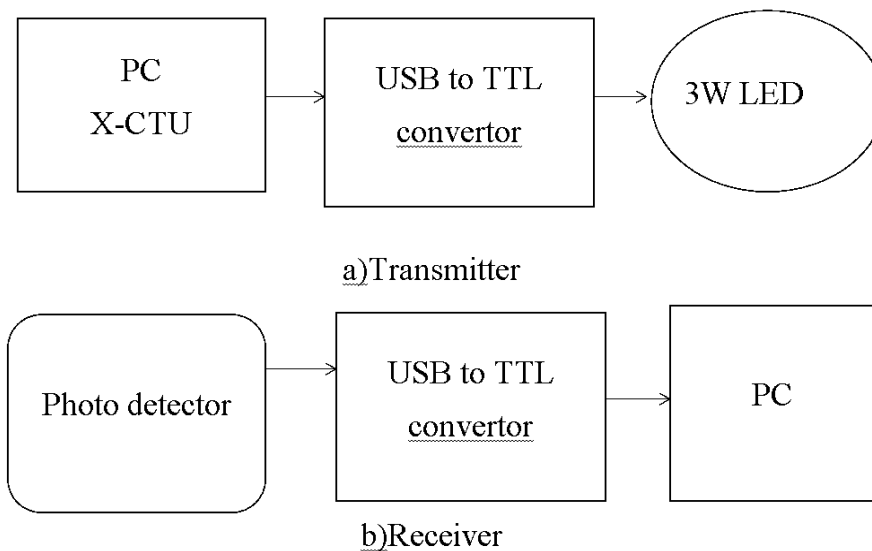 PC
X-CTU
USB to TTL
convertor
3W LED
a)Transmitter
Photo detector
USB to TTL
convertor
PC
b)Receiver